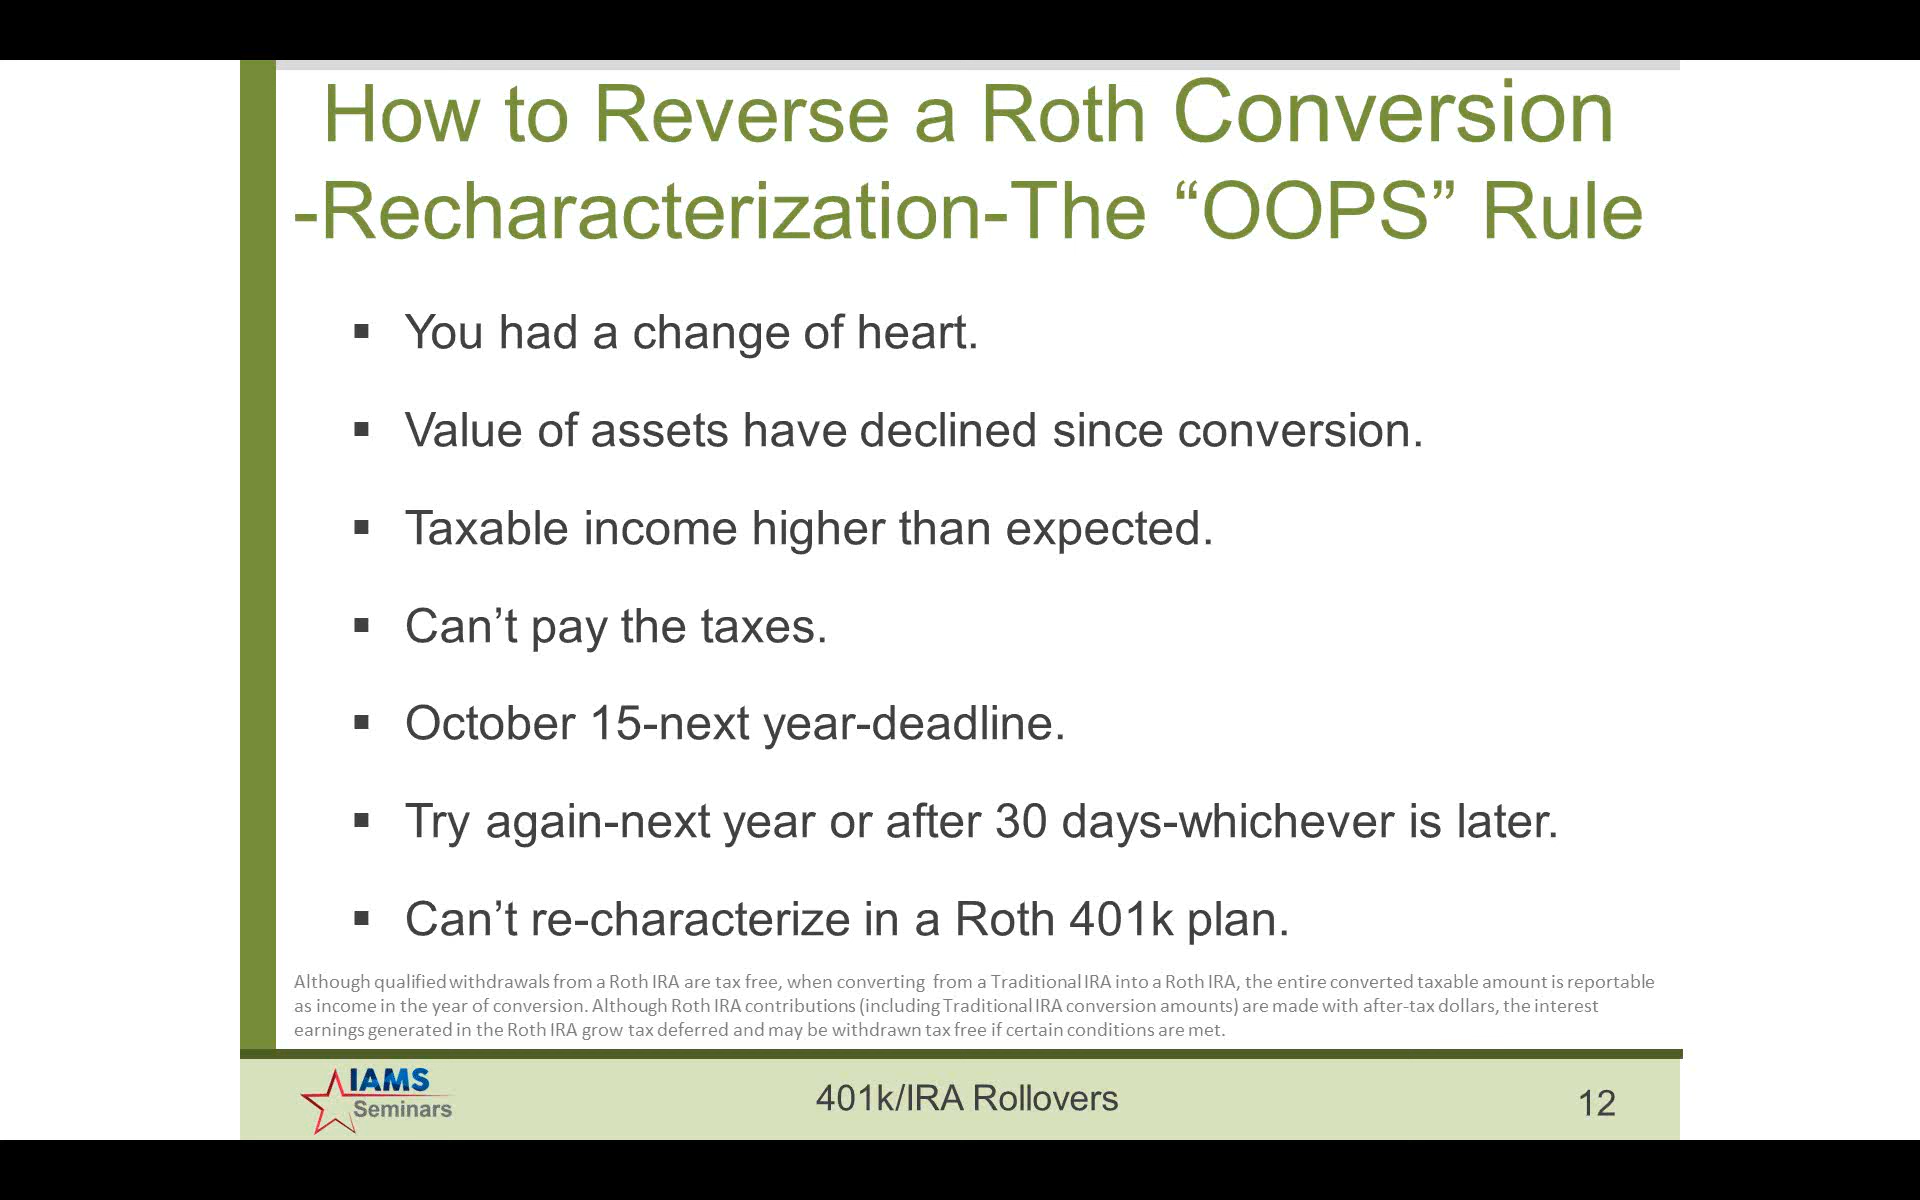 How to Reverse a Roth Conversion
-Recharacterization-The “OOPS” Rule
▪ You had a change of heart.
▪ Value of assets have declined since conversion.
▪ Taxable income higher than expected.
▪ Can’t pay the taxes.
▪ October 15-next year-deadline.
▪ Try again-next year or after 30 days-whichever is later.
▪ Can’t re-characterize in a Roth 401k plan.
Although qualified withdrawals from a Roth IRA are tax free, when converting from a Traditional IRA into a Roth IRA, the entire converted taxable amount is reportable
as income in the year of conversion. Although Roth IRA contributions (including Traditional IRA conversion amounts) are made with after-tax dollars, the interest
earnings generated in the Roth IRA grow tax deferred and may be withdrawn tax free if certain conditions are met.
IAMS
Seminars
401k/IRA Rollovers
12